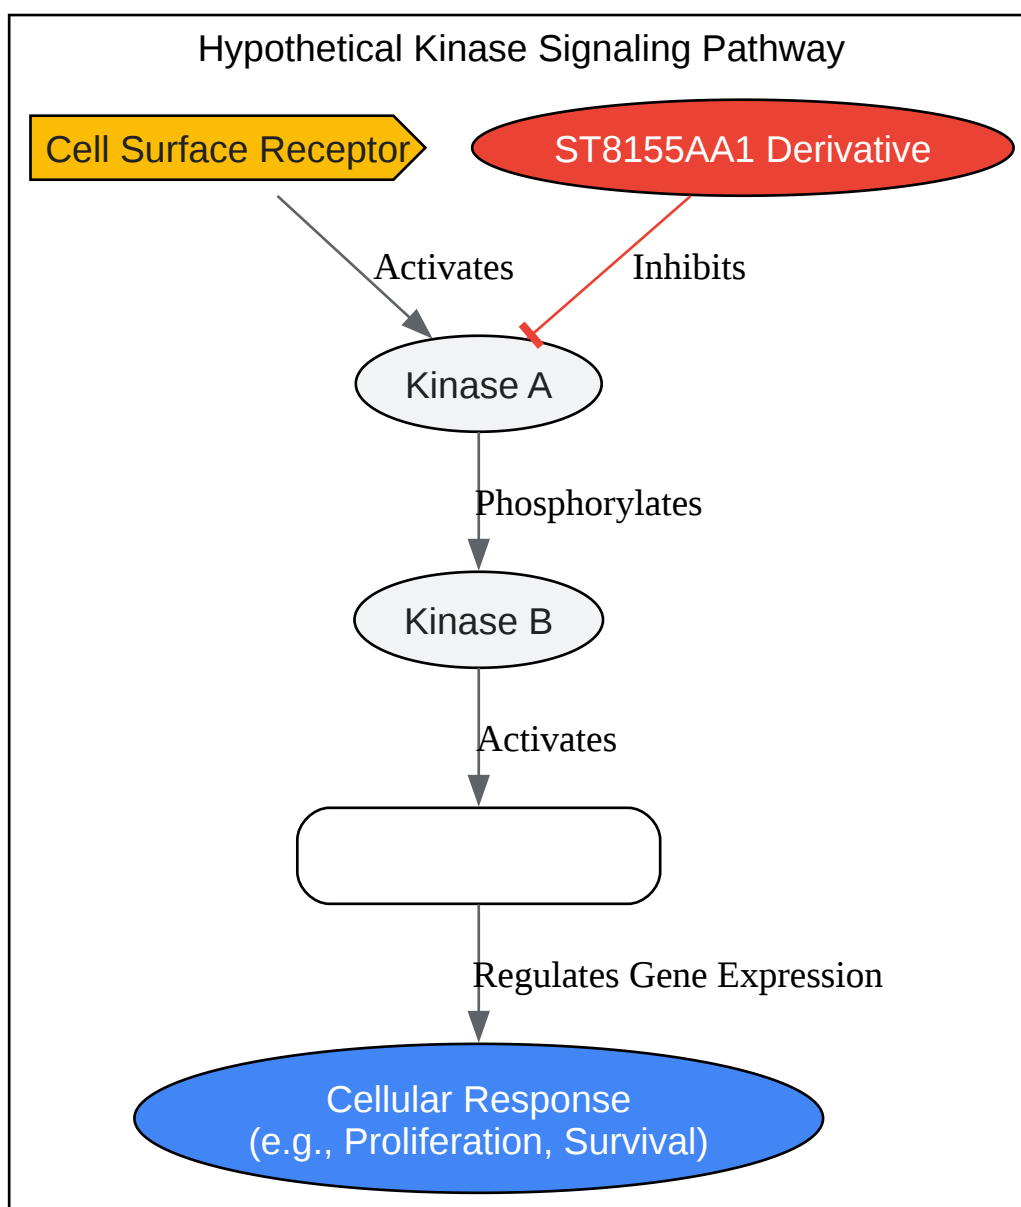 Hypothetical Kinase Signaling Pathway
Cell Surface Receptor
ST8155AA1 Derivative
Activates
Inhibits
Kinase A
Phosphorylates
Kinase B
Activates
Regulates Gene Expression
Cellular Response
(e.g., Proliferation, Survival)